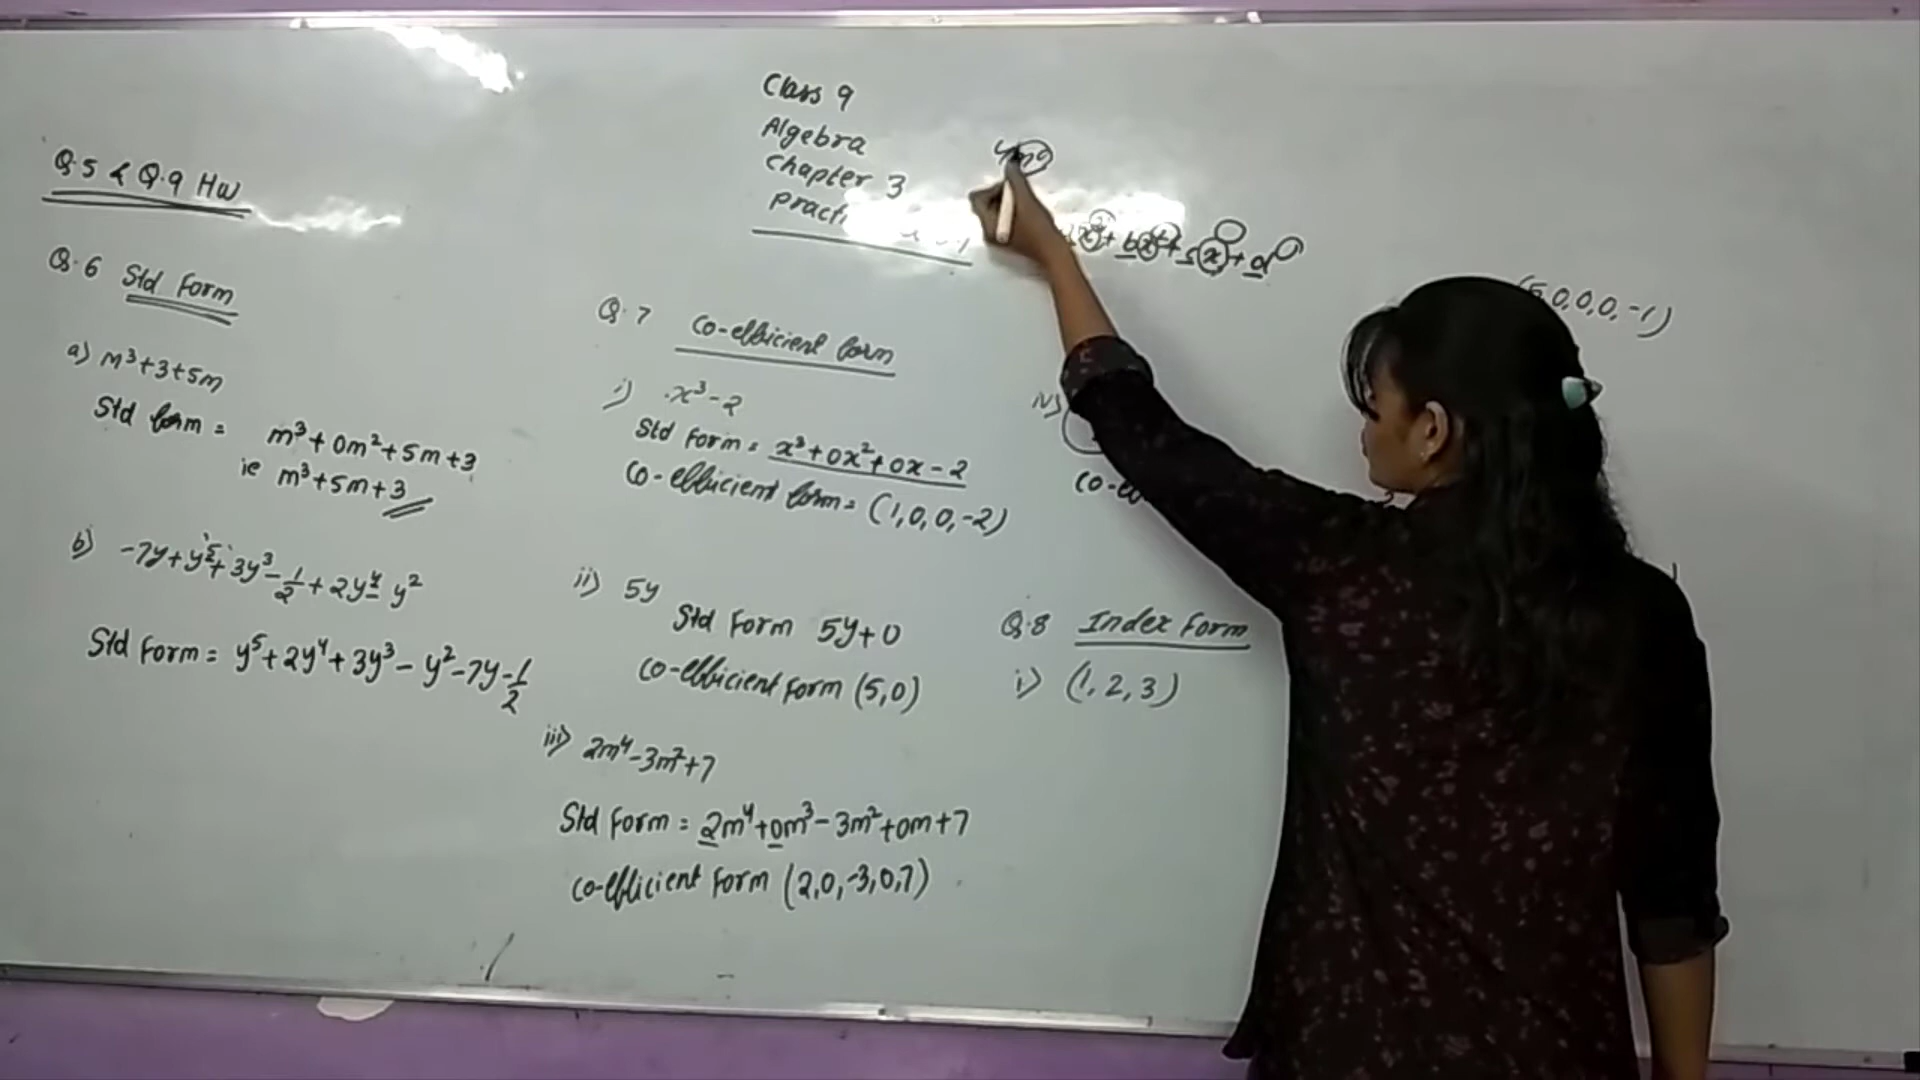 Class 9
Algebra
Chapter 3
Q.5 & Q.9 HW
Q.6 Std Form
a) m³+3+5m
Std form = m³+0m²+5m+3
ie m³+5m+3
b) -7y+y⁵+3y³-1/2+2y⁴-y²
Std Form = y⁵+2y⁴+3y³-y²-7y-1/2
Q.7 Co-efficient form
i) x³-2
Std Form = x³+0x²+0x-2
Co-efficient form = (1,0,0,-2)
ii) 5y
Std Form 5y+0
Co-efficient form (5,0)
iii) 2m⁴-3m²+7
Std Form = 2m⁴+0m³-3m²+0m+7
Co-efficient Form (2,0,-3,0,7)
0,0,0,-1)
iv)
Q.8 Index Form
i) (1,2,3)